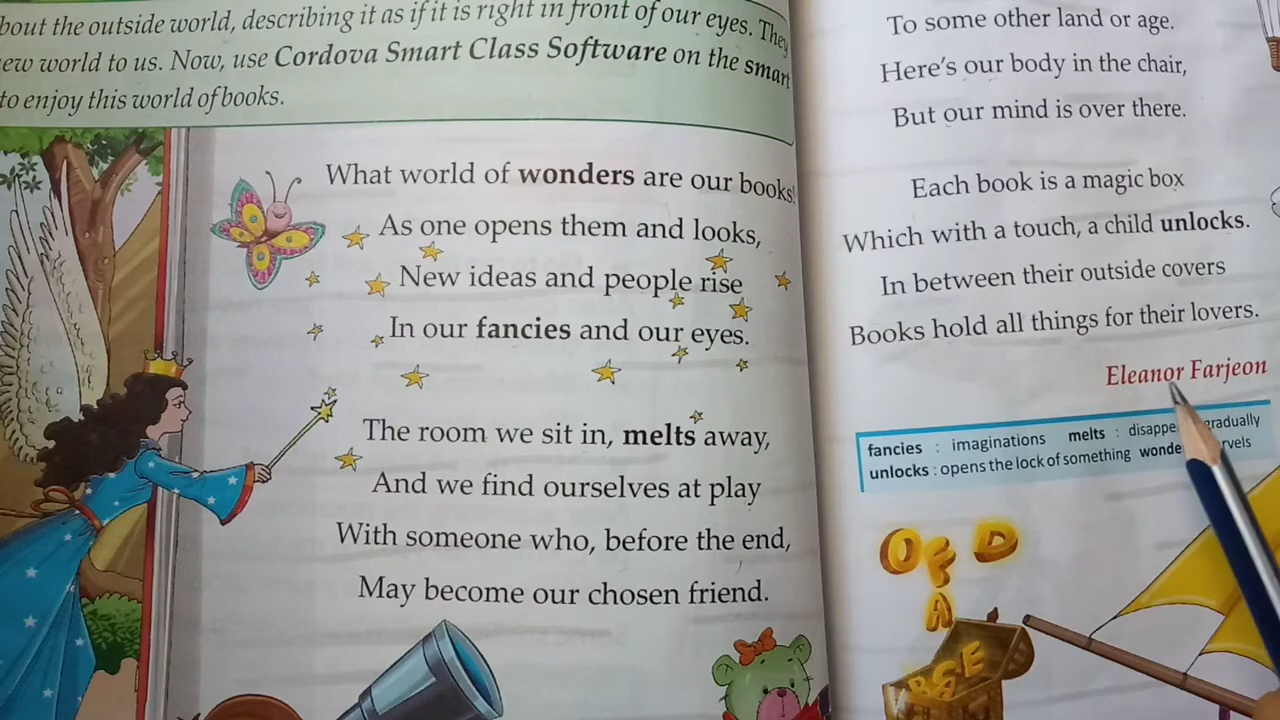 bout the outside world, describing it as if it is right in front of our eyes. They
ew world to us. Now, use Cordova Smart Class Software on the smart
to enjoy this world of books.
What world of wonders are our books!
As one opens them and looks,
New ideas and people rise
In our fancies and our eyes.
The room we sit in, melts away,
And we find ourselves at play
With someone who, before the end,
May become our chosen friend.
To some other land or age.
Here's our body in the chair,
But our mind is over there.
Each book is a magic box
Which with a touch, a child unlocks.
In between their outside covers
Books hold all things for their lovers.
Eleanor Farjeon
fancies : imaginations melts : disappe gradually
unlocks : opens the lock of something wonde rvels
O F D
A
B G E